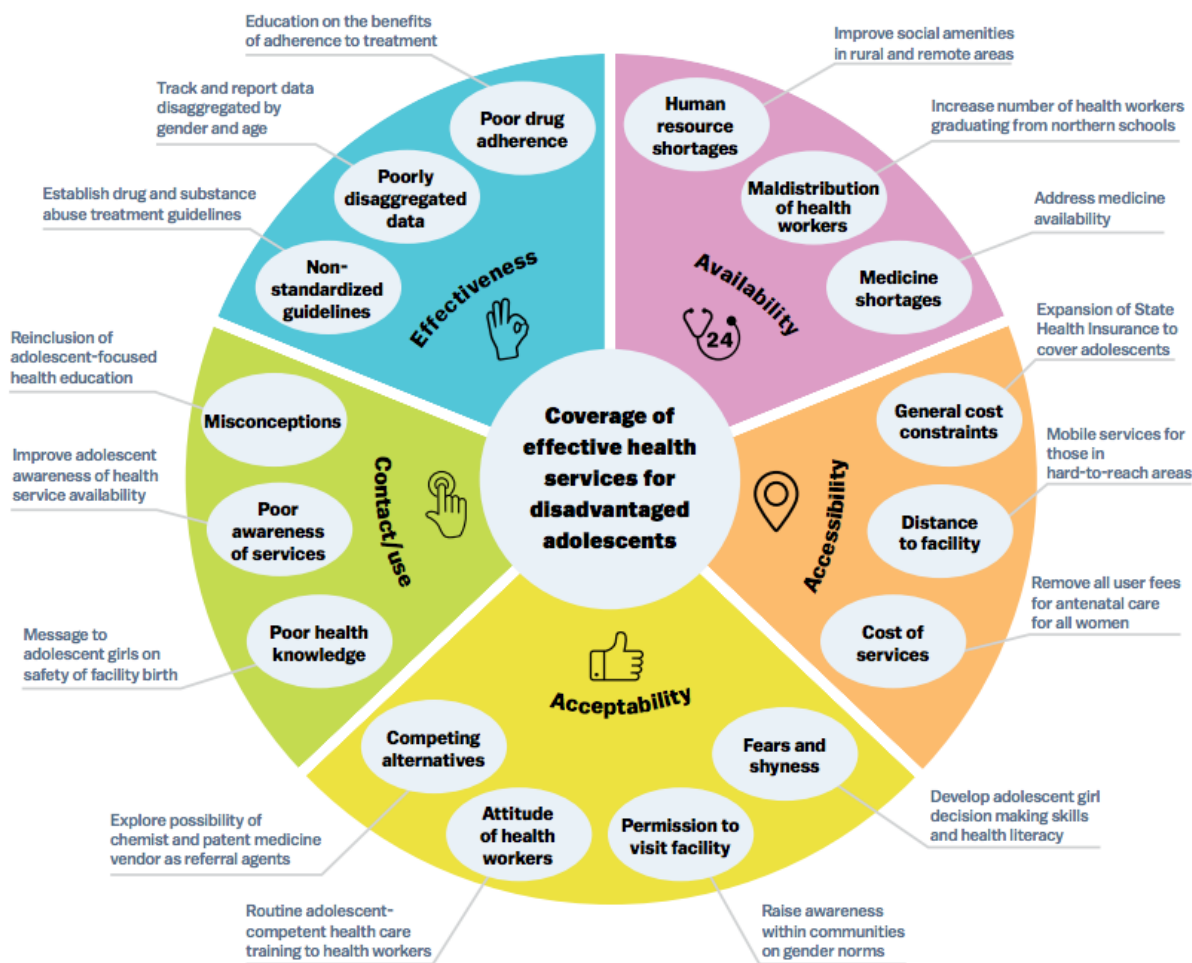 Education on the benefits
of adherence to treatment
Track and report data
disaggregated by
gender and age
Establish drug and substance
abuse treatment guidelines
Poor drug
adherence
Poorly
disaggregated
data
Non-
standardized
guidelines
Effectiveness
Improve social amenities
in rural and remote areas
Increase number of health workers
graduating from northern schools
Address medicine
availability
Human
resource
shortages
Maldistribution
of health
workers
Medicine
shortages
Availability
24
Expansion of State
Health Insurance to
cover adolescents
Mobile services for
those in
hard-to-reach areas
Remove all user fees
for antenatal care
for all women
General cost
constraints
Distance
to facility
Cost of
services
Accessibility
Coverage of
effective health
services for
disadvantaged
adolescents
Reinclusion of
adolescent-focused
health education
Improve adolescent
awareness of health
service availability
Message to
adolescent girls on
safety of facility birth
Misconceptions
Poor
awareness
of services
Poor health
knowledge
Contact/use
Acceptability
Competing
alternatives
Attitude
of health
workers
Permission to
visit facility
Fears and
shyness
Explore possibility of
chemist and patent medicine
vendor as referral agents
Routine adolescent-
competent health care
training to health workers
Raise awareness
within communities
on gender norms
Develop adolescent girl
decision making skills
and health literacy